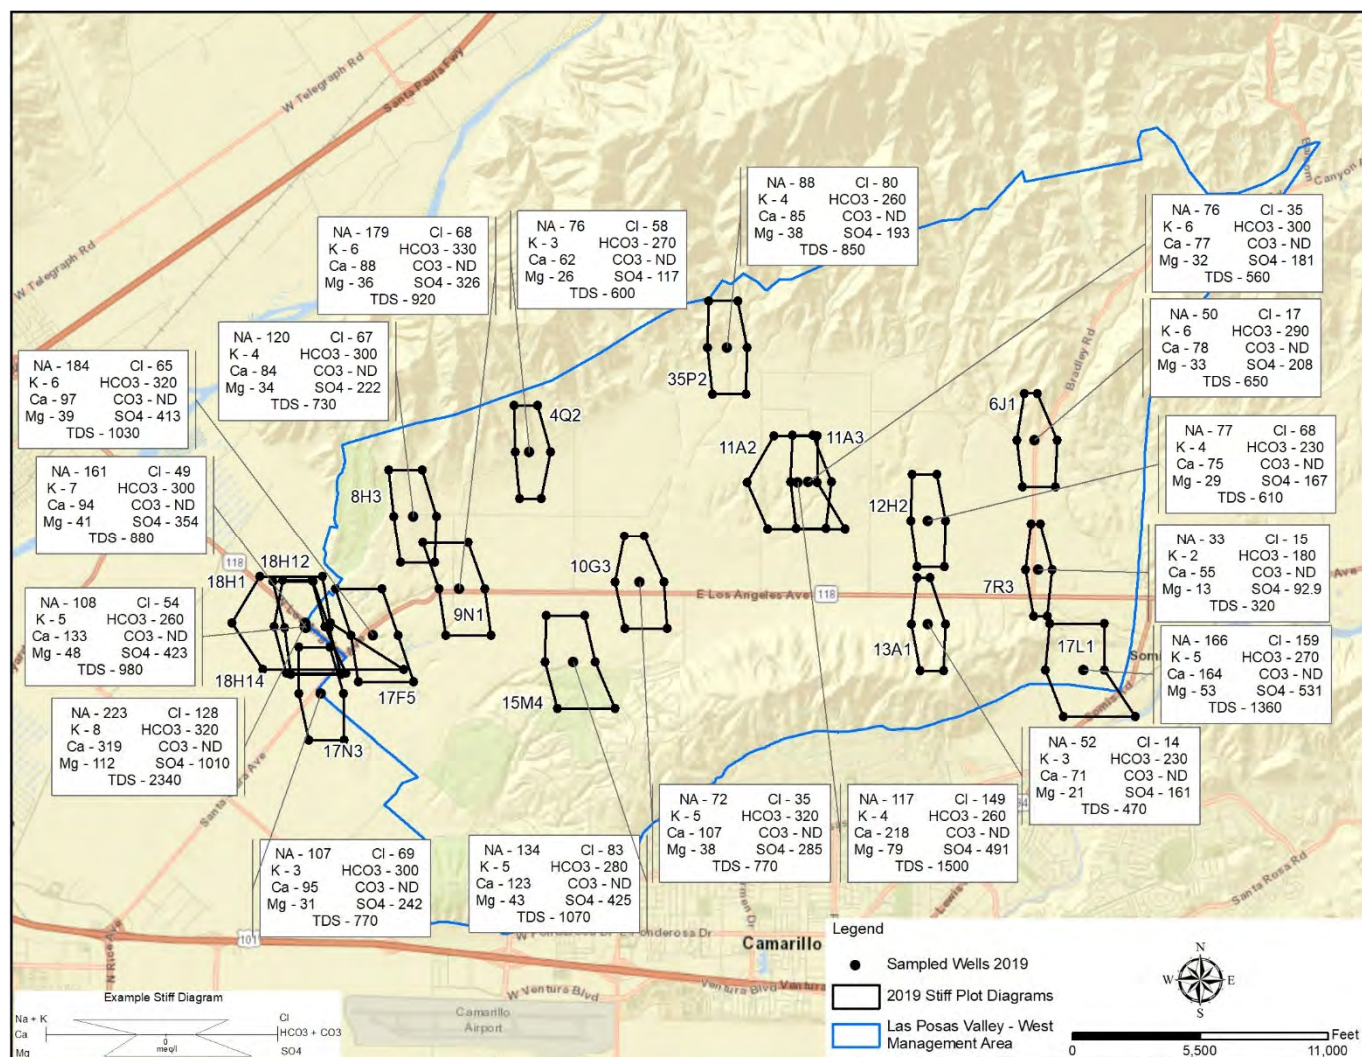 W Telegraph Rd
Santa Paula Fwy
W Telegraph Rd
Canyon
Bradley Rd
NA - 88 Cl - 80
K - 4 HCO3 - 260
Ca - 85 CO3 - ND
Mg - 38 SO4 - 193
TDS - 850
NA - 76 Cl - 35
K - 6 HCO3 - 300
Ca - 77 CO3 - ND
Mg - 32 SO4 - 181
TDS - 560
NA - 179 Cl - 68
K - 6 HCO3 - 330
Ca - 88 CO3 - ND
Mg - 36 SO4 - 326
TDS - 920
NA - 76 Cl - 58
K - 3 HCO3 - 270
Ca - 62 CO3 - ND
Mg - 26 SO4 - 117
TDS - 600
NA - 50 Cl - 17
K - 6 HCO3 - 290
Ca - 78 CO3 - ND
Mg - 33 SO4 - 208
TDS - 650
NA - 120 Cl - 67
K - 4 HCO3 - 300
Ca - 84 CO3 - ND
Mg - 34 SO4 - 222
TDS - 730
NA - 184 Cl - 65
K - 6 HCO3 - 320
Ca - 97 CO3 - ND
Mg - 39 SO4 - 413
TDS - 1030
35P2
4Q2
6J1
11A2
11A3
NA - 77 Cl - 68
K - 4 HCO3 - 230
Ca - 75 CO3 - ND
Mg - 29 SO4 - 167
TDS - 610
NA - 161 Cl - 49
K - 7 HCO3 - 300
Ca - 94 CO3 - ND
Mg - 41 SO4 - 354
TDS - 880
8H3
12H2
NA - 33 Cl - 15
K - 2 HCO3 - 180
Ca - 55 CO3 - ND
Mg - 13 SO4 - 92.9
TDS - 320
118
18H12
18H1
10G3
7R3
E Los Angeles Ave
118
Ave
9N1
NA - 108 Cl - 54
K - 5 HCO3 - 260
Ca - 133 CO3 - ND
Mg - 48 SO4 - 423
TDS - 980
13A1
17L1
NA - 166 Cl - 159
K - 5 HCO3 - 270
Ca - 164 CO3 - ND
Mg - 53 SO4 - 531
TDS - 1360
18H14
17F5
15M4
Somis Rd
NA - 223 Cl - 128
K - 8 HCO3 - 320
Ca - 319 CO3 - ND
Mg - 112 SO4 - 1010
TDS - 2340
17N3
NA - 52 Cl - 14
K - 3 HCO3 - 230
Ca - 71 CO3 - ND
Mg - 21 SO4 - 161
TDS - 470
NA - 72 Cl - 35
K - 5 HCO3 - 320
Ca - 107 CO3 - ND
Mg - 38 SO4 - 285
TDS - 770
NA - 117 Cl - 149
K - 4 HCO3 - 260
Ca - 218 CO3 - ND
Mg - 79 SO4 - 491
TDS - 1500
NA - 107 Cl - 69
K - 3 HCO3 - 300
Ca - 95 CO3 - ND
Mg - 31 SO4 - 242
TDS - 770
NA - 134 Cl - 83
K - 5 HCO3 - 280
Ca - 123 CO3 - ND
Mg - 43 SO4 - 425
TDS - 1070
Santa Rosa Rd
N Rice Ave
101
Ponderosa Dr
Camarillo
Ventura Blvd
W Ventura Blvd
Camarillo
Airport
Legend
Sampled Wells 2019
2019 Stiff Plot Diagrams
Las Posas Valley - West
Management Area
N
W E
S
Feet
0 5,500 11,000
Example Stiff Diagram
Na + K Cl
Ca HCO3 + CO3
0
meq/l
Mg SO4